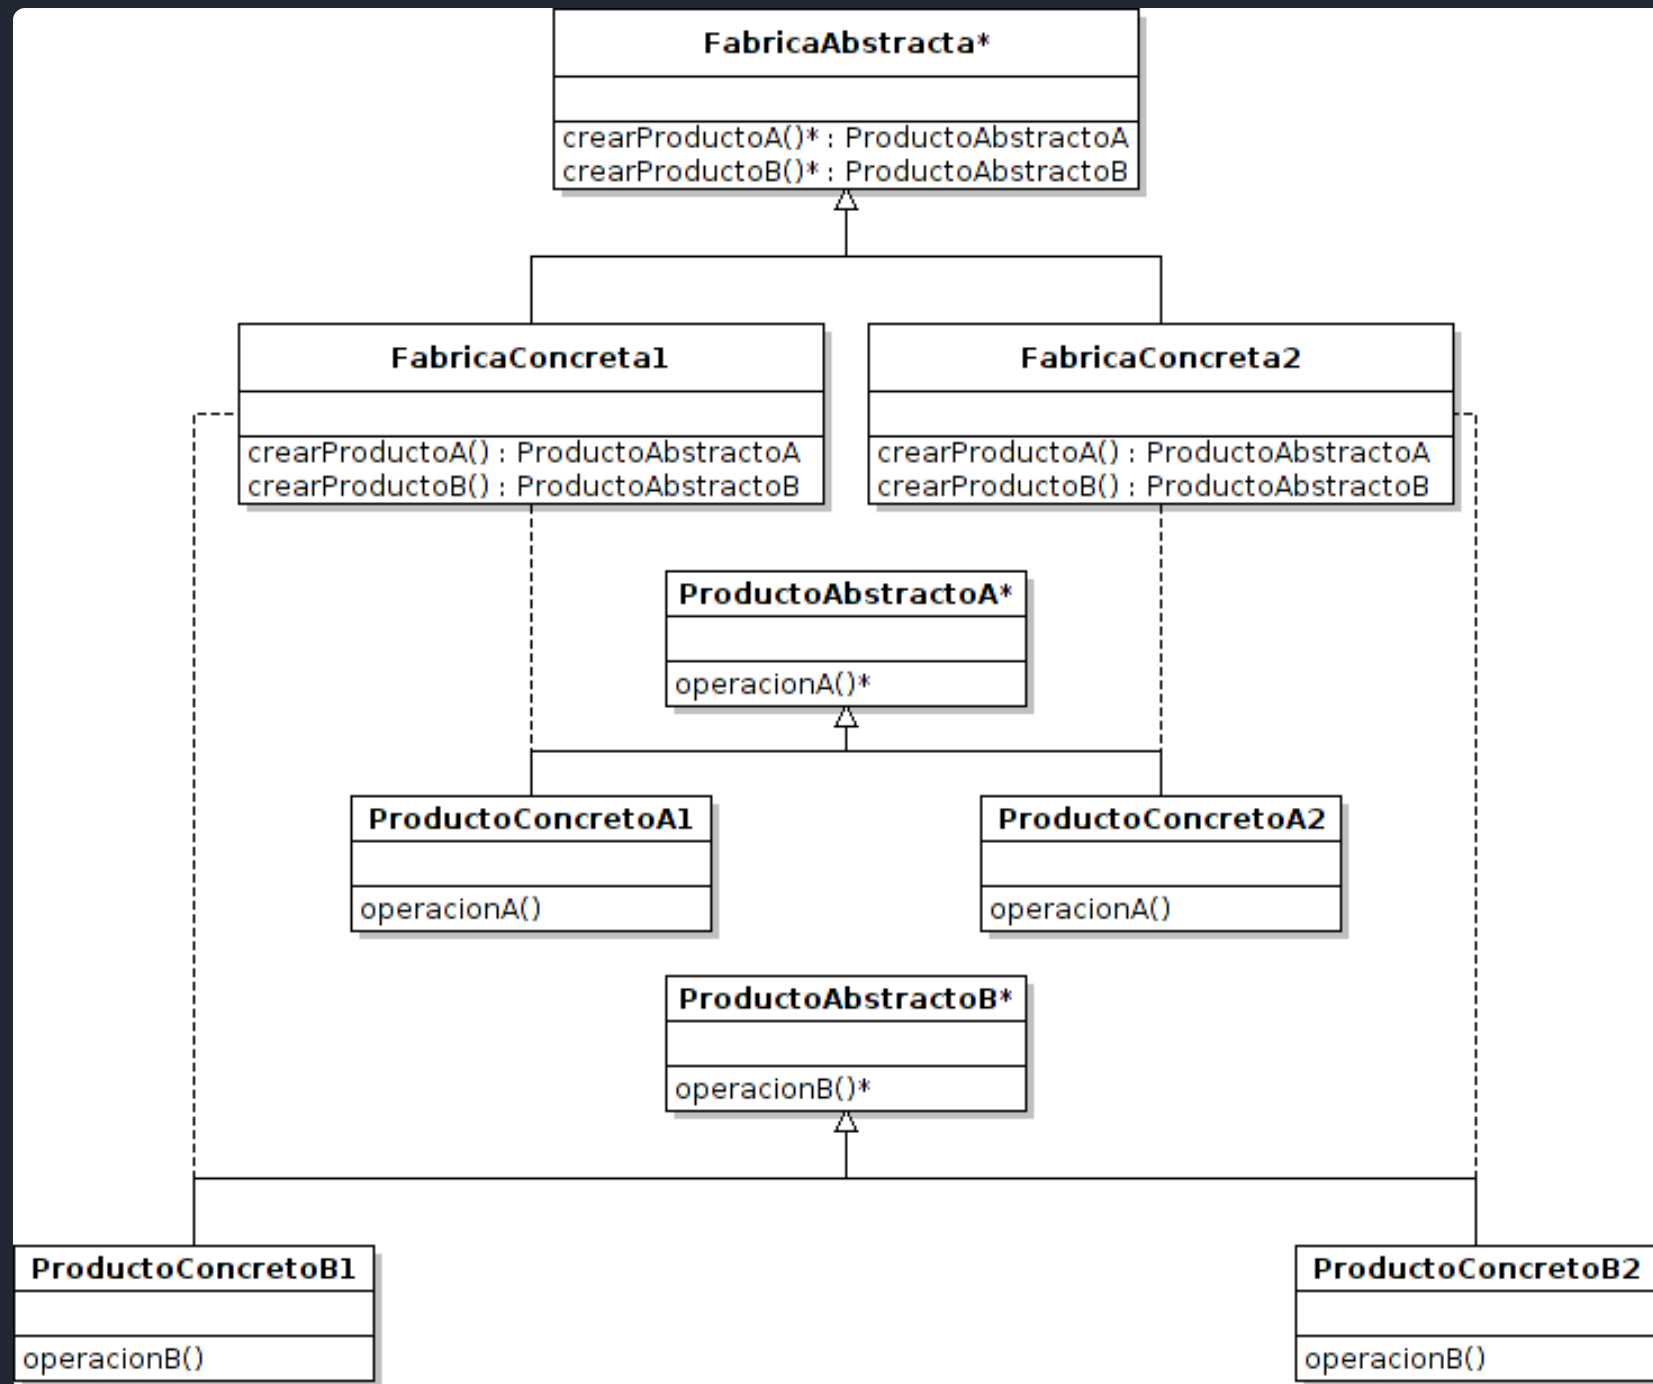 FabricaAbstracta*
crearProductoA()* : ProductoAbstractoA
crearProductoB()* : ProductoAbstractoB
FabricaConcreta1
crearProductoA() : ProductoAbstractoA
crearProductoB() : ProductoAbstractoB
FabricaConcreta2
crearProductoA() : ProductoAbstractoA
crearProductoB() : ProductoAbstractoB
ProductoAbstractoA*
operacionA()*
ProductoConcretoA1
operacionA()
ProductoConcretoA2
operacionA()
ProductoAbstractoB*
operacionB()*
ProductoConcretoB1
operacionB()
ProductoConcretoB2
operacionB()